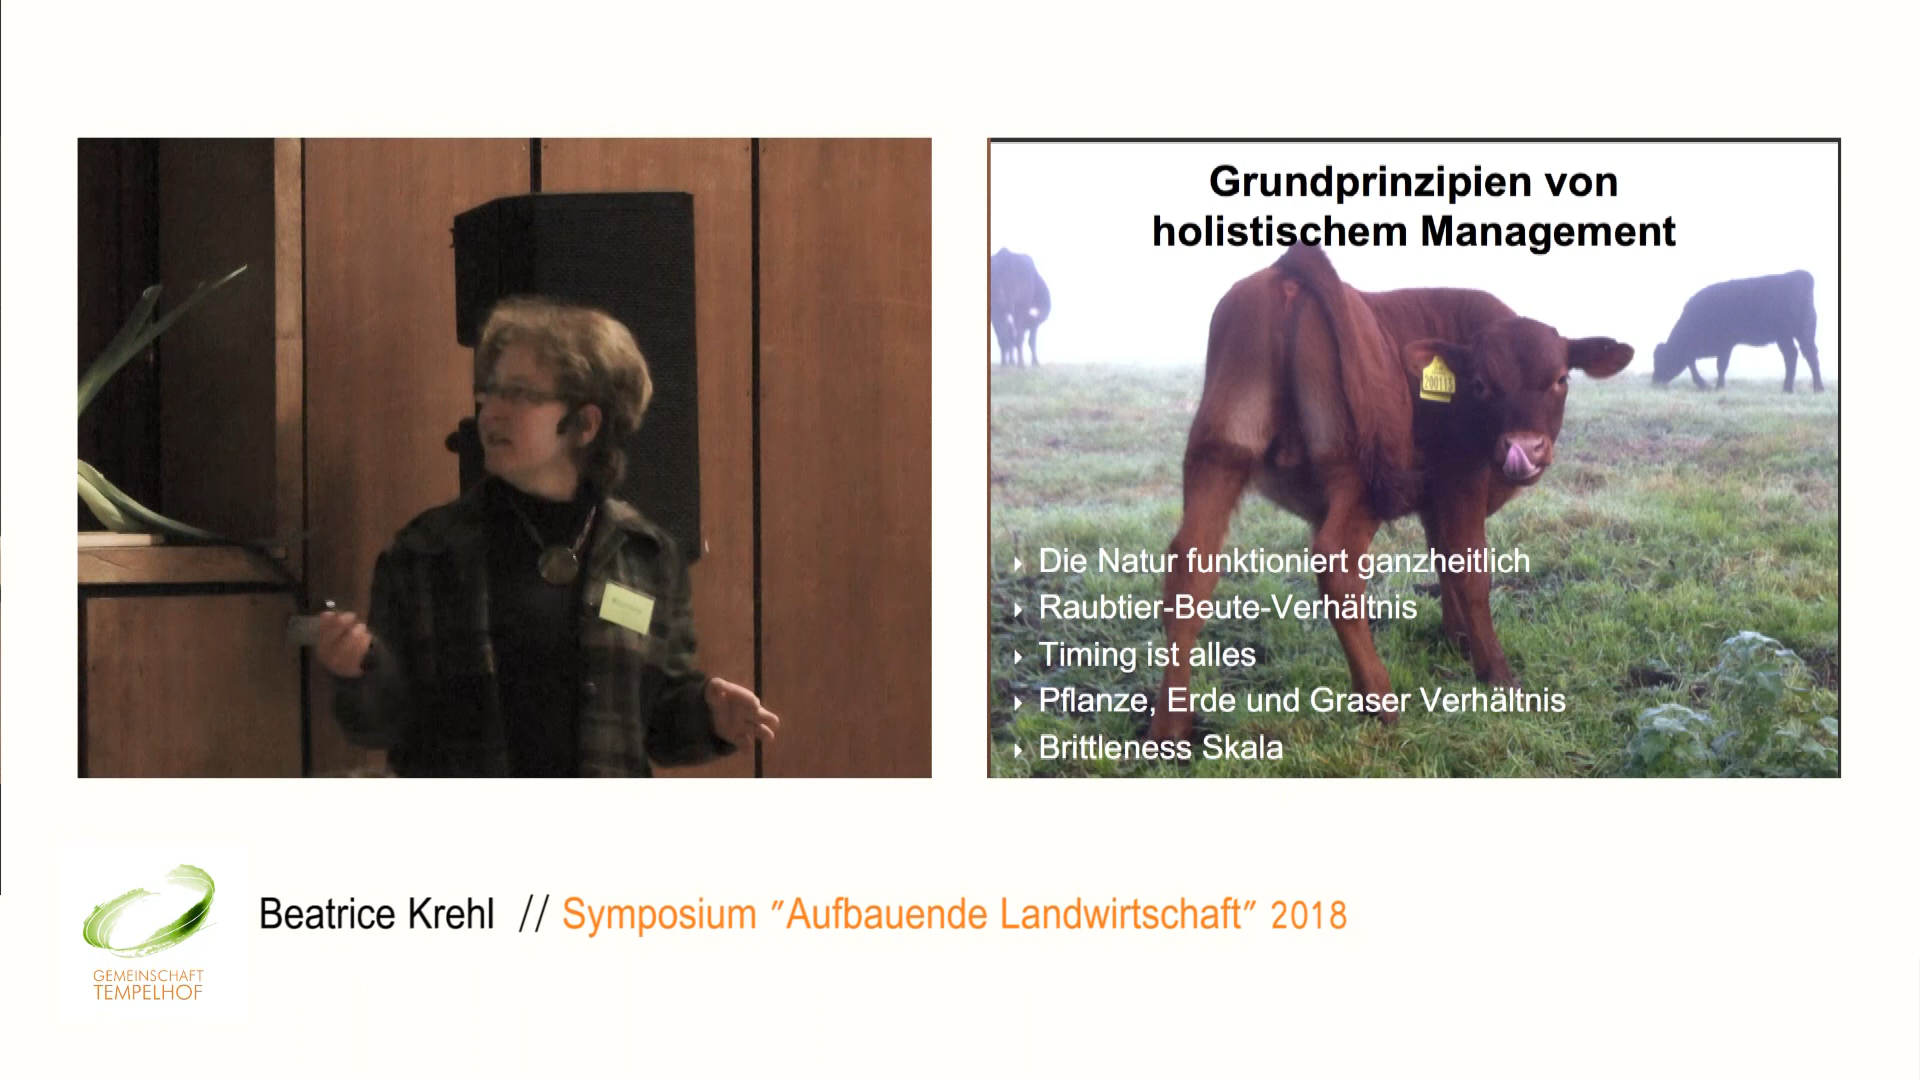 Grundprinzipien von
holistischem Management
Die Natur funktioniert ganzheitlich
Raubtier-Beute-Verhältnis
Timing ist alles
Pflanze, Erde und Graser Verhältnis
Brittleness Skala
GEMEINSCHAFT
TEMPELHOF
Beatrice Krehl // Symposium "Aufbauende Landwirtschaft" 2018